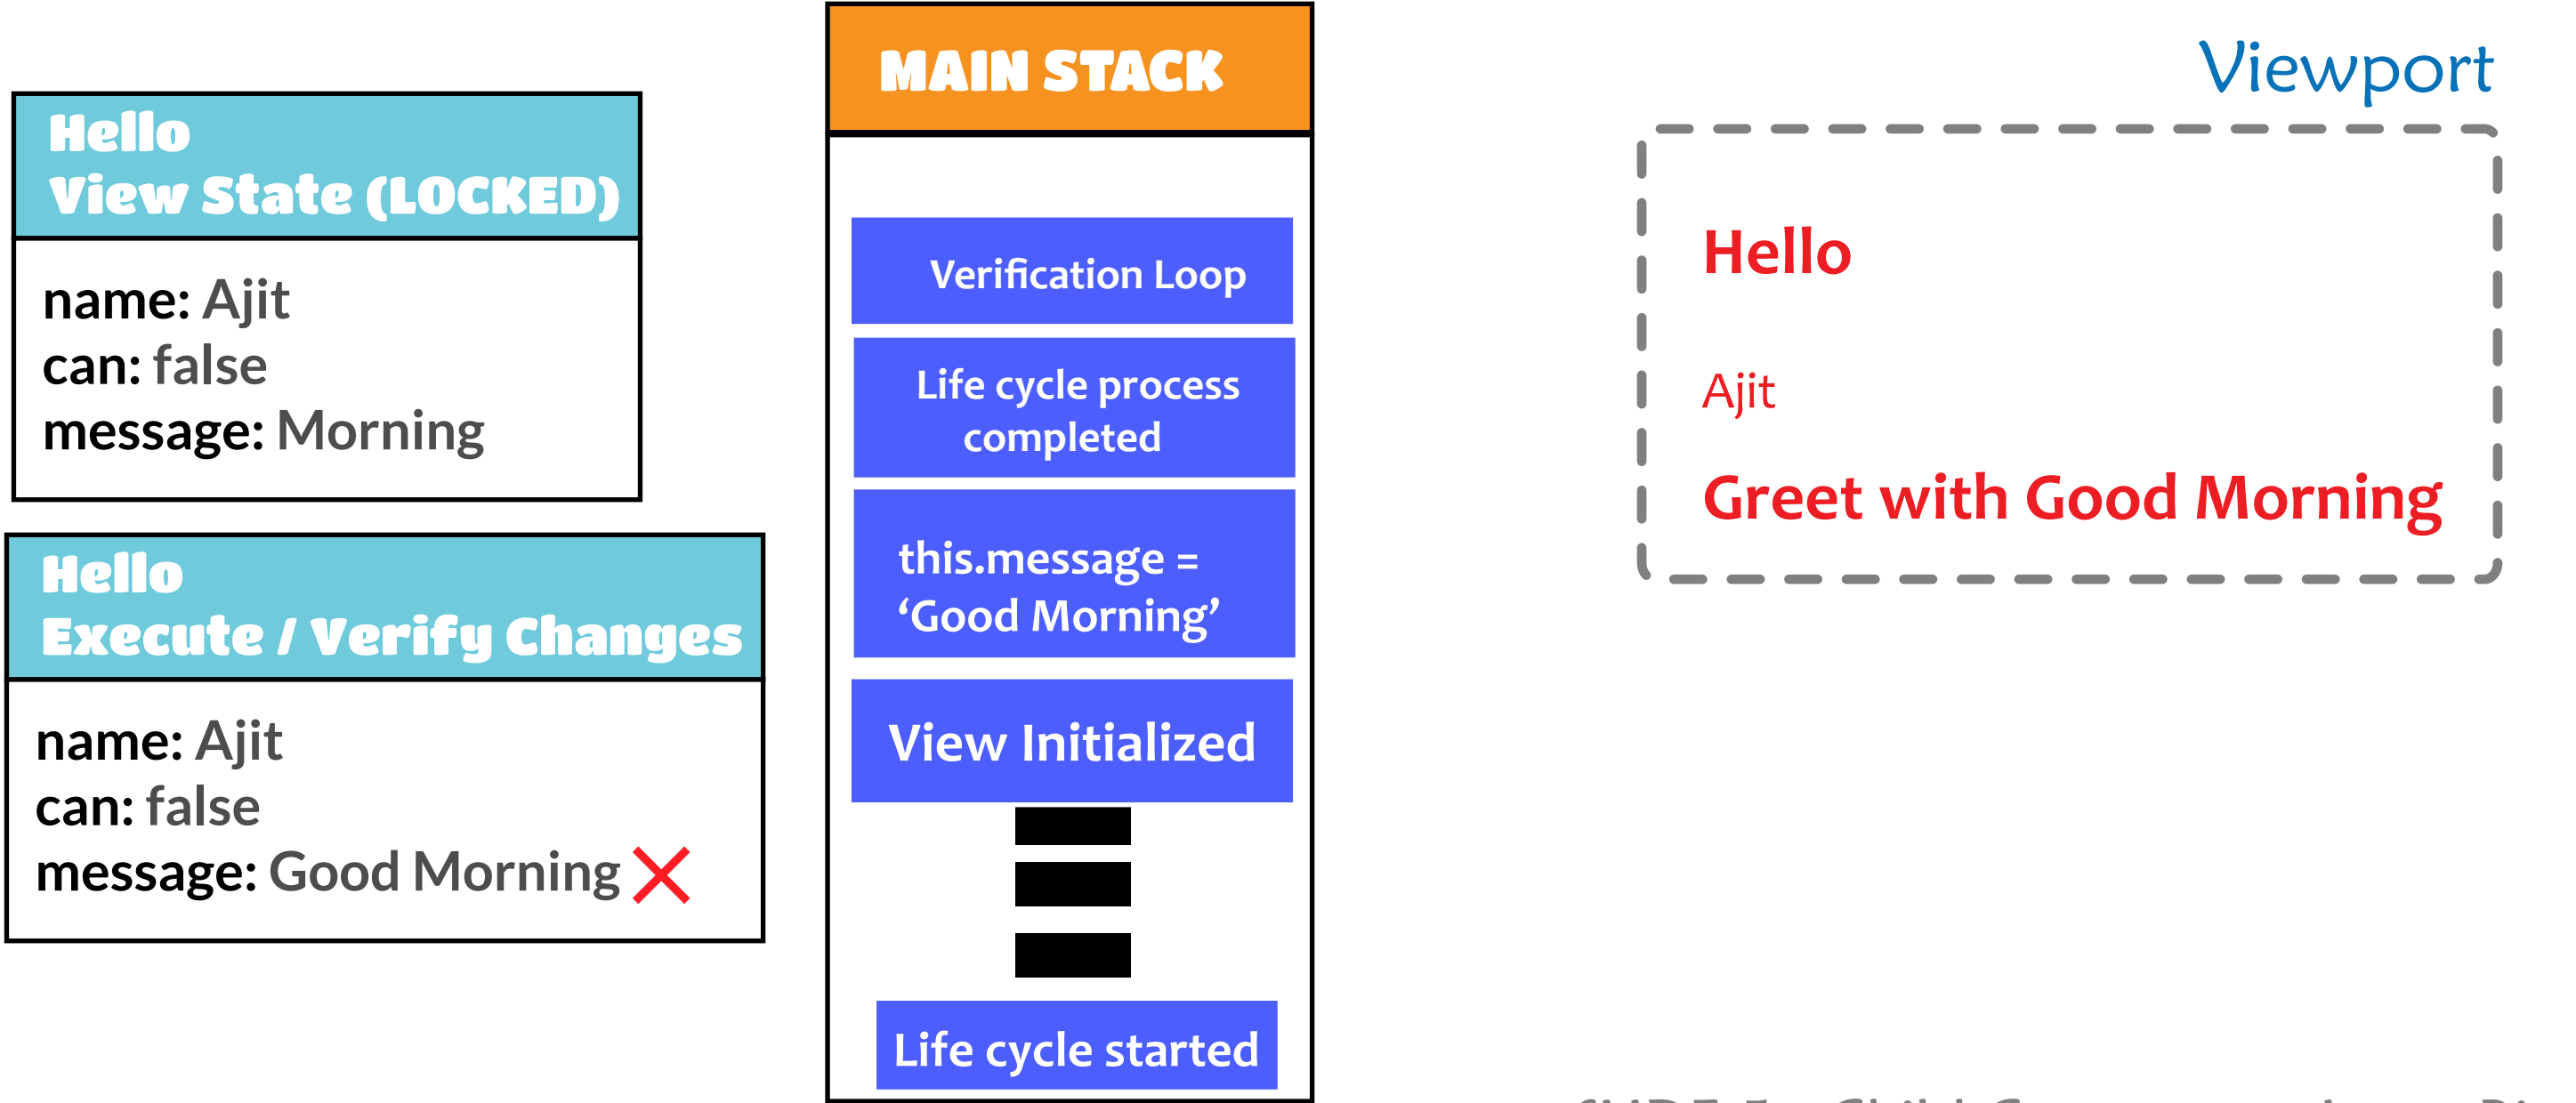 Hello
View State (LOCKED)
name: Ajit
can: false
message: Morning
Hello
Execute / Verify Changes
name: Ajit
can: false
message: Good Morning
MAIN STACK
Verification Loop
Life cycle process
completed
this.message =
‘Good Morning’
View Initialized
Life cycle started
Viewport
Hello
Ajit
Greet with Good Morning